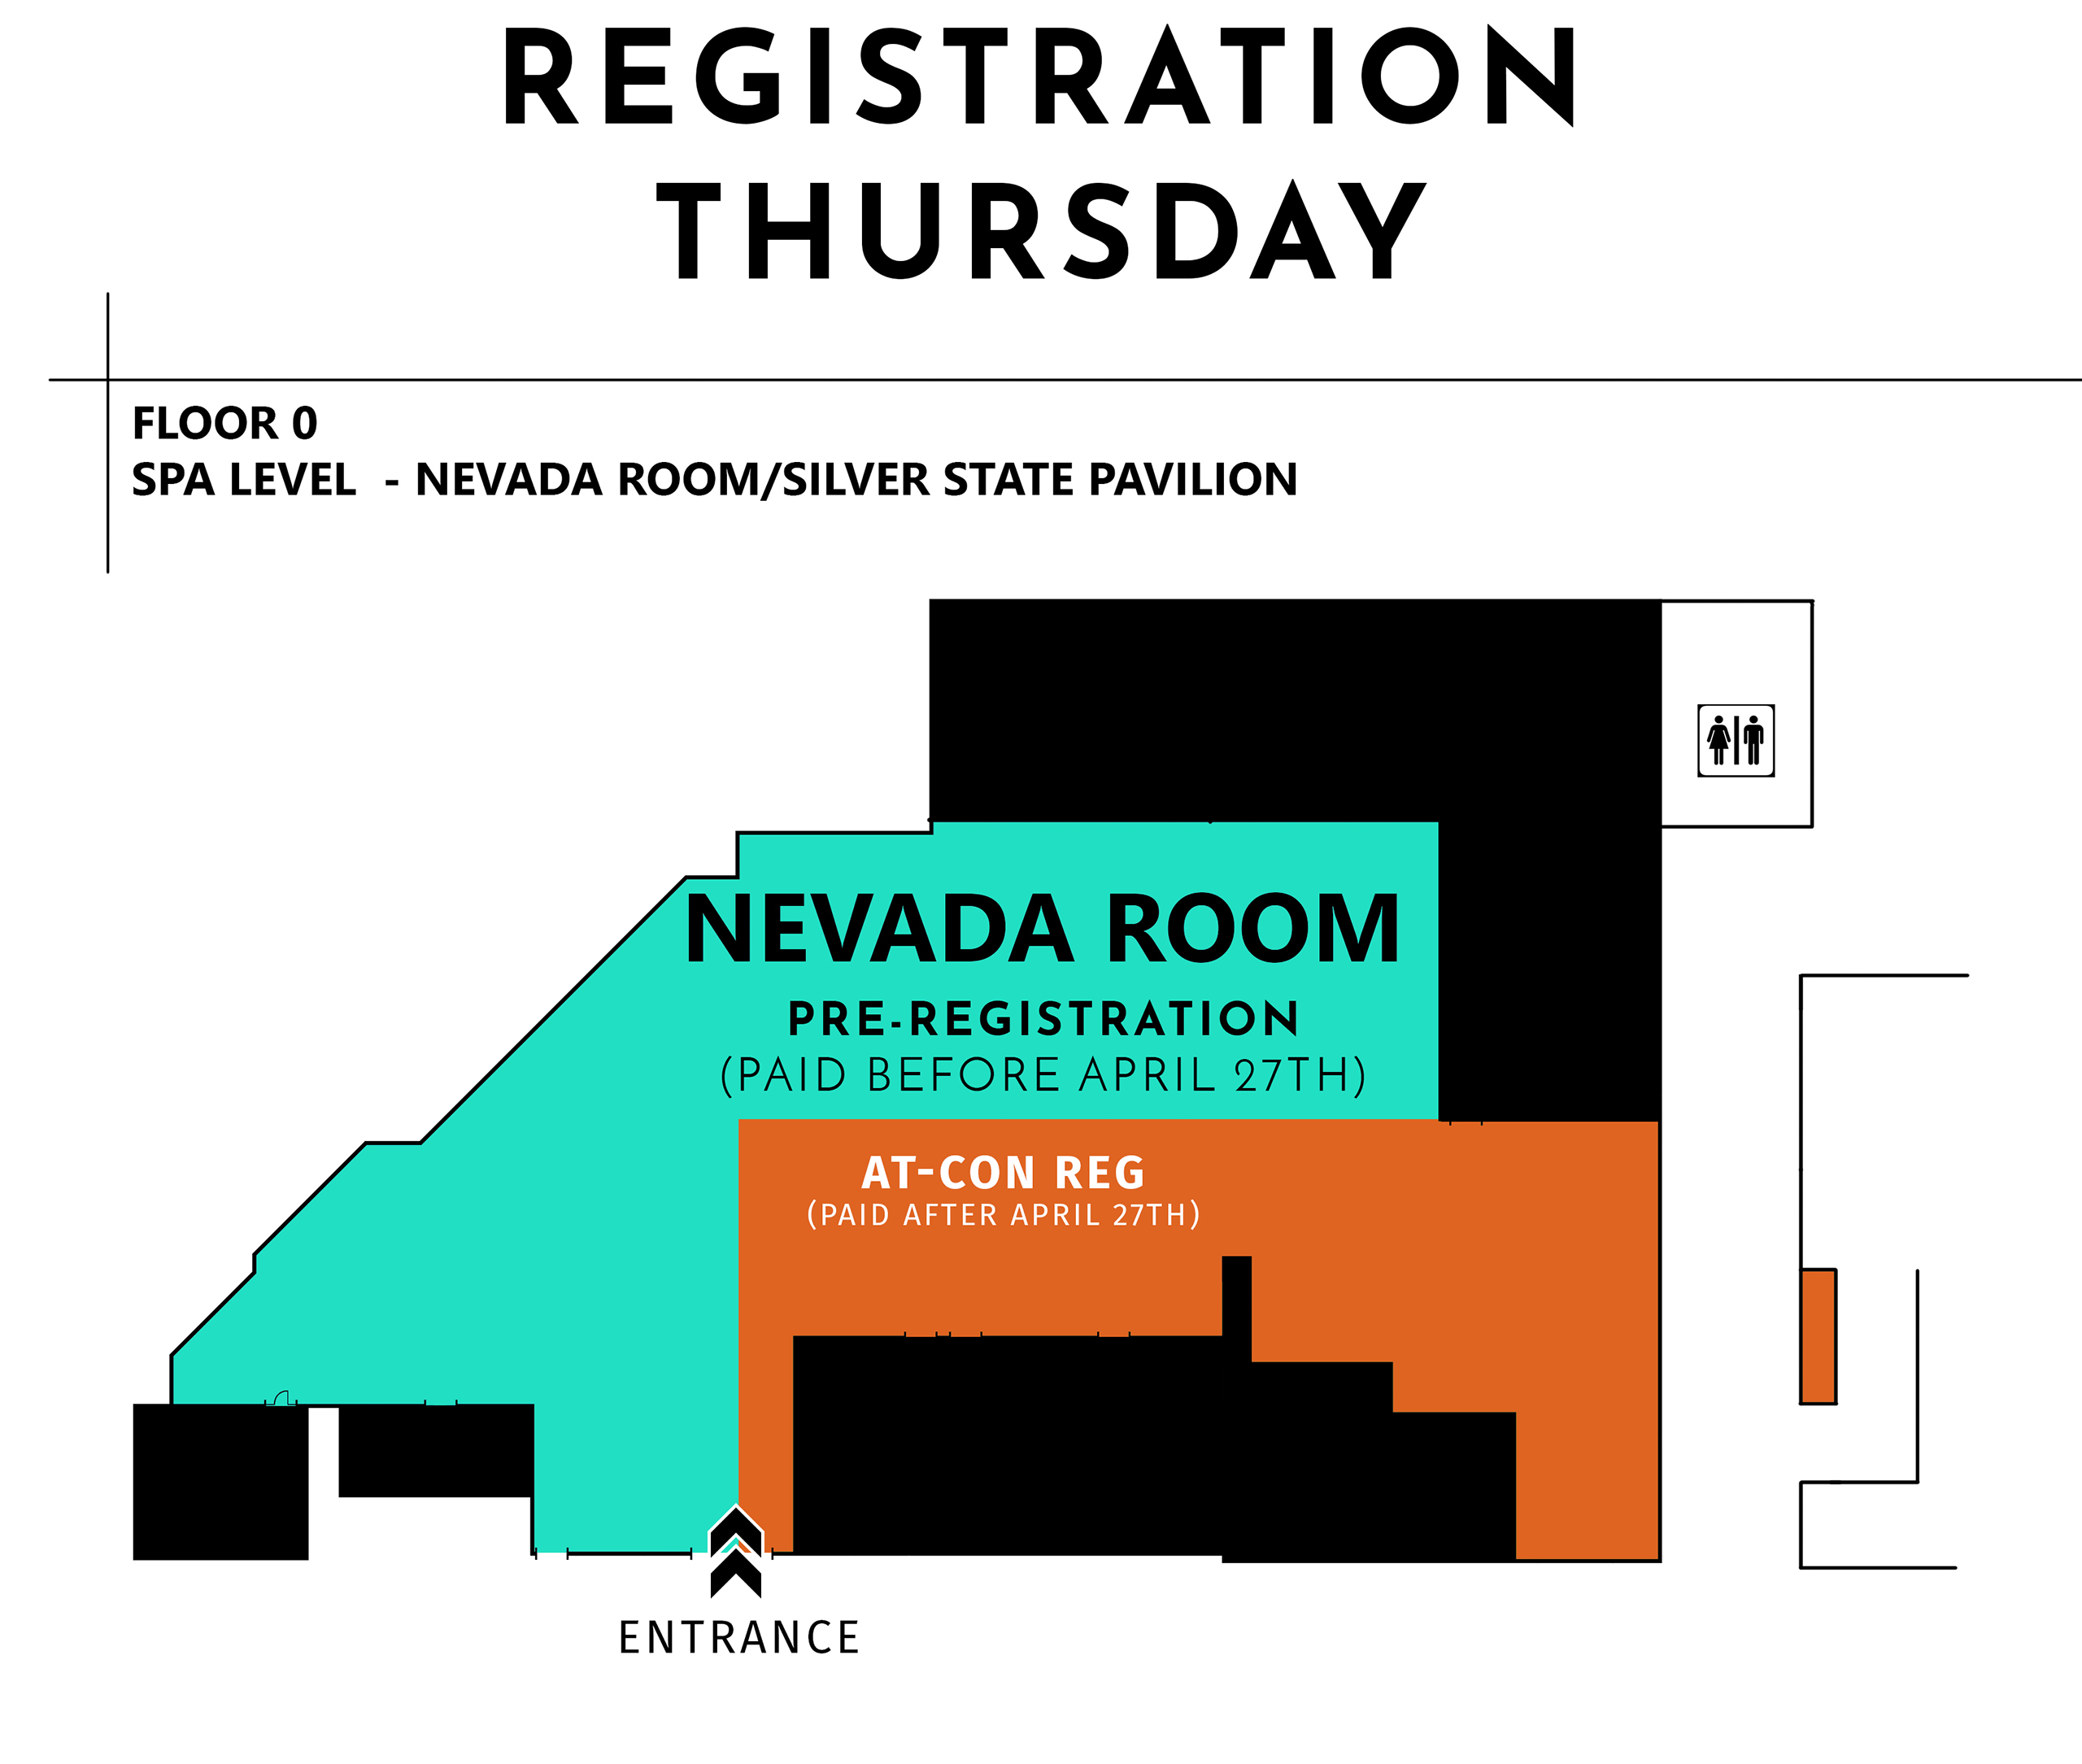 REGISTRATION
THURSDAY
FLOOR 0
SPA LEVEL - NEVADA ROOM/SILVER STATE PAVILION
NEVADA ROOM
PRE-REGISTRATION
(PAID BEFORE APRIL 27TH)
AT-CON REG
(PAID AFTER APRIL 27TH)
ENTRANCE